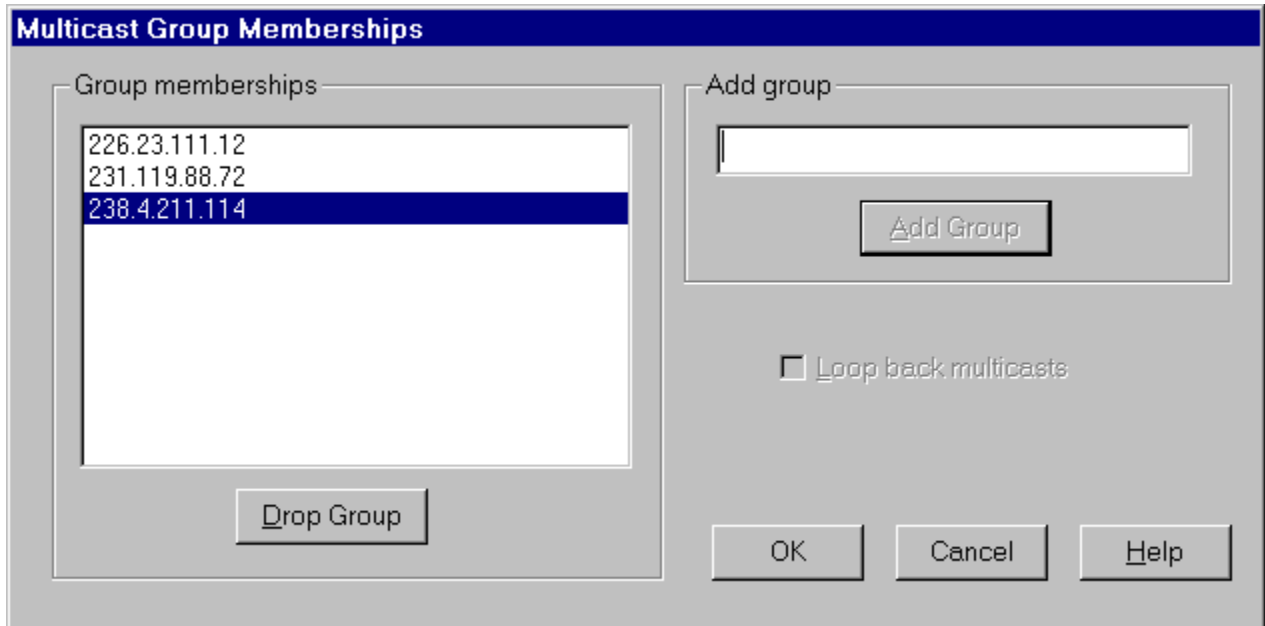 Multicast Group Memberships
Group memberships
226.23.111.12
231.119.88.72
238.4.211.114
Drop Group
Add group
Add Group
Loop back multicasts
OK
Cancel
Help